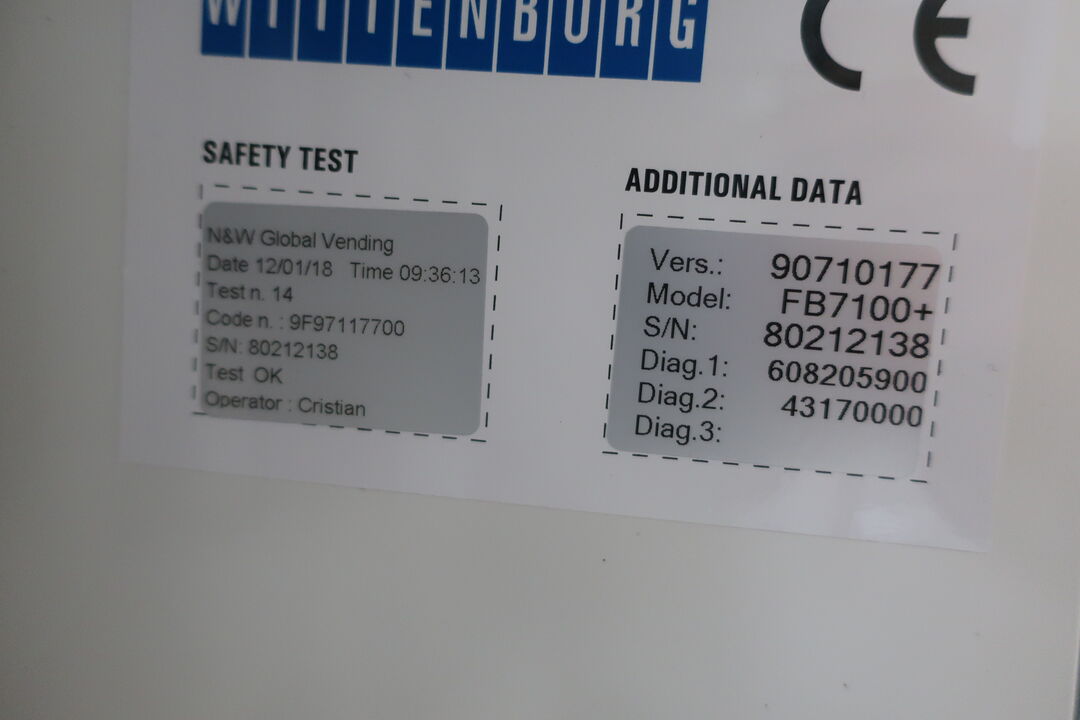 WITTENBURG
CE
SAFETY TEST
N&W Global Vending
Date 12/01/18 Time 09:36:13
Test n. 14
Code n. : 9F97117700
S/N: 80212138
Test OK
Operator : Cristian
ADDITIONAL DATA
Vers.: 90710177
Model: FB7100+
S/N: 80212138
Diag.1: 608205900
Diag.2: 43170000
Diag.3: